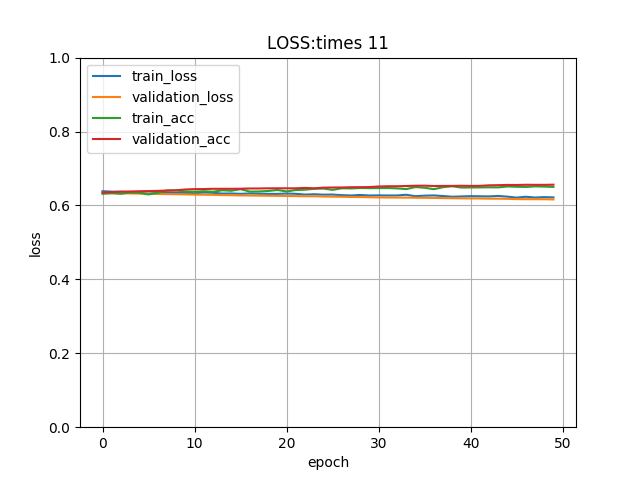 LOSS:times 11
1.0
0.8
0.6
0.4
0.2
0.0
loss
train_loss
validation_loss
train_acc
validation_acc
0 10 20 30 40 50
epoch